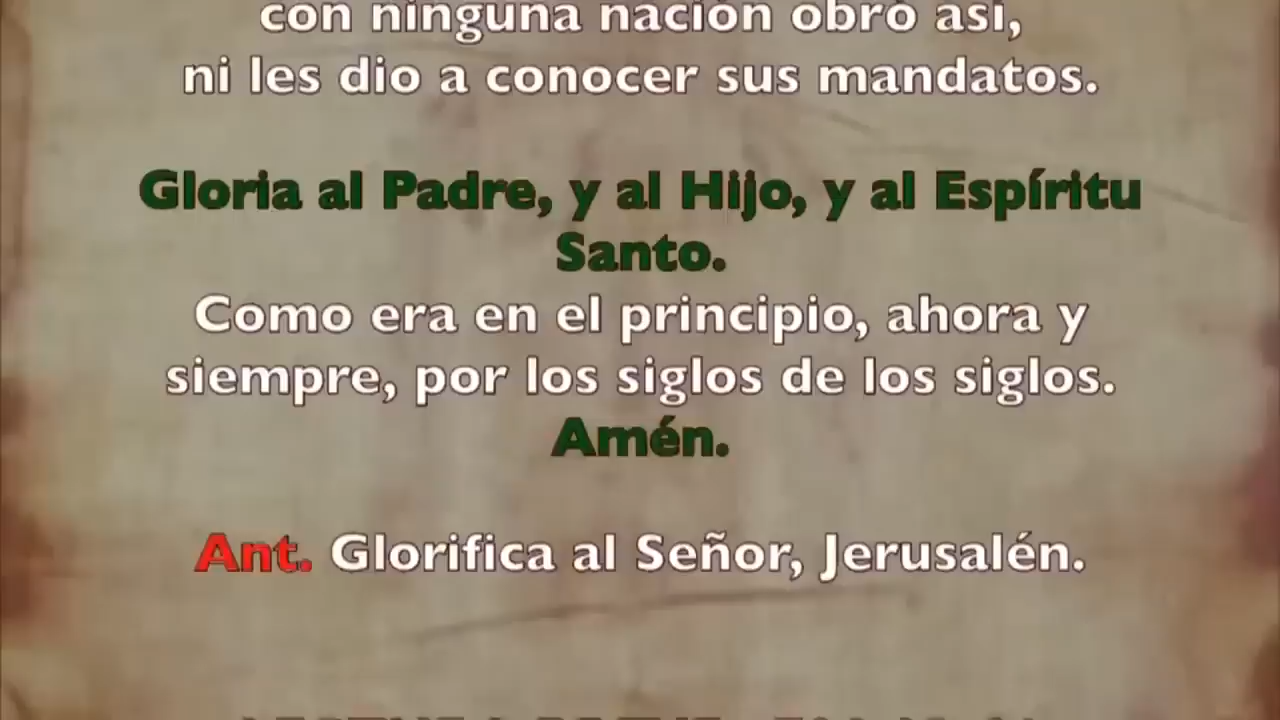 con ninguna nación obró así,
ni les dio a conocer sus mandatos.
Gloria al Padre, y al Hijo, y al Espíritu
Santo.
Como era en el principio, ahora y
siempre, por los siglos de los siglos.
Amén.
Ant. Glorifica al Señor, Jerusalén.